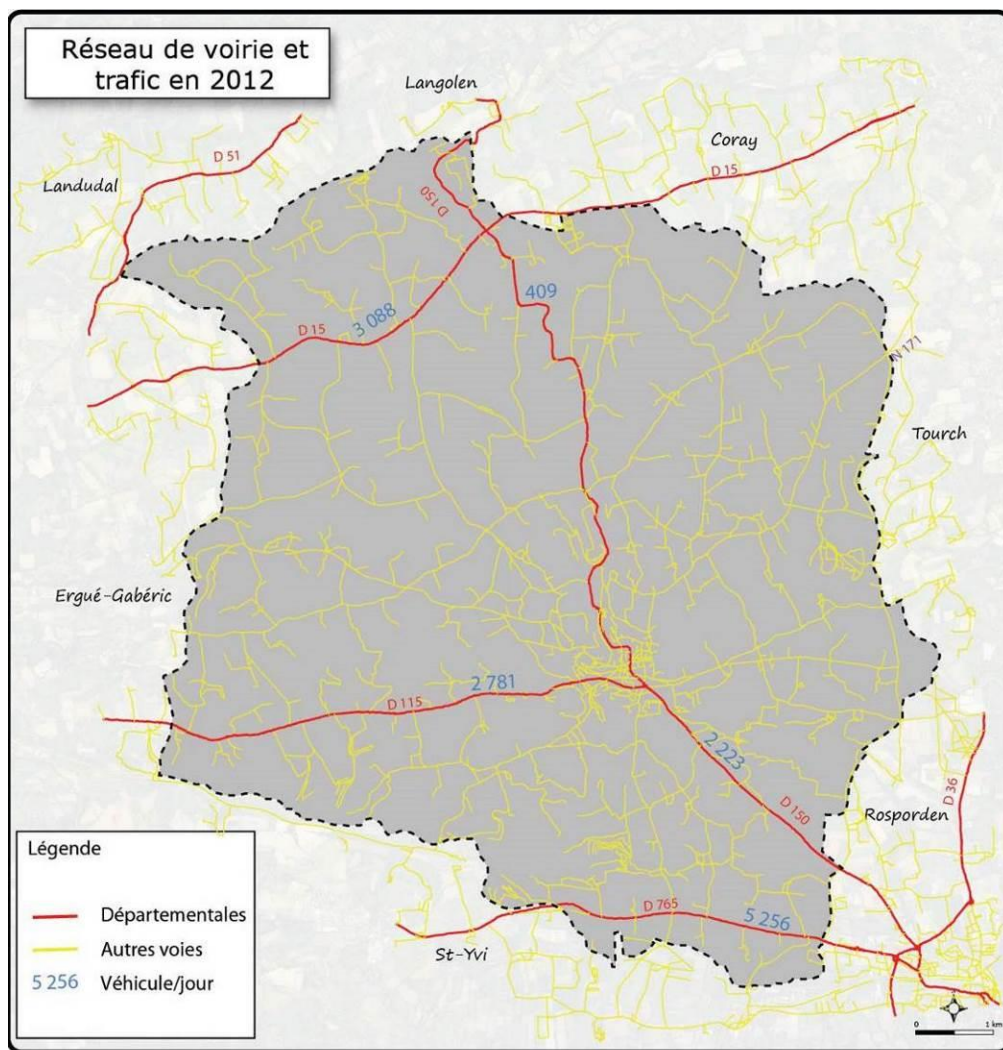 Réseau de voirie et
trafic en 2012
Langolen
Coray
D 51
D 15
Landudal
D 150
409
3 088
D 15
N 171
Tourch
Ergué-Gabéric
2 781
D 115
2 223
D 36
D 150
Rosporden
D 765
5 256
St-Yvi
Légende
Départementales
Autres voies
5 256 Véhicule/jour
0 1 km